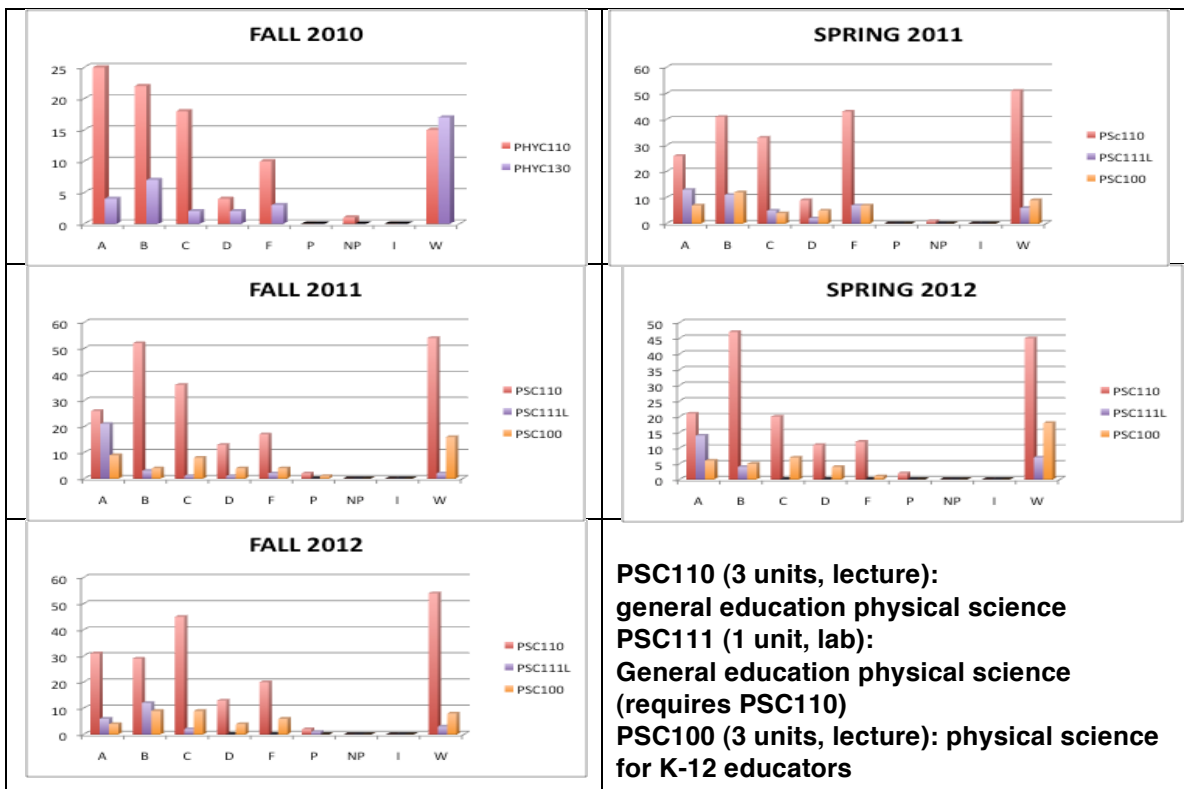 FALL 2010
25
20
15
10
5
0
A B C D F P NP I W
PHYC110
PHYC130
SPRING 2011
60
50
40
30
20
10
0
A B C D F P NP I W
PSc110
PSC111L
PSC100
FALL 2011
60
50
40
30
20
10
0
A B C D F P NP I W
PSC110
PSC111L
PSC100
SPRING 2012
50
45
40
35
30
25
20
15
10
5
0
A B C D F P NP I W
PSC110
PSC111L
PSC100
FALL 2012
60
50
40
30
20
10
0
A B C D F P NP I W
PSC110
PSC111L
PSC100
PSC110 (3 units, lecture):
general education physical science
PSC111 (1 unit, lab):
General education physical science
(requires PSC110)
PSC100 (3 units, lecture): physical science
for K-12 educators